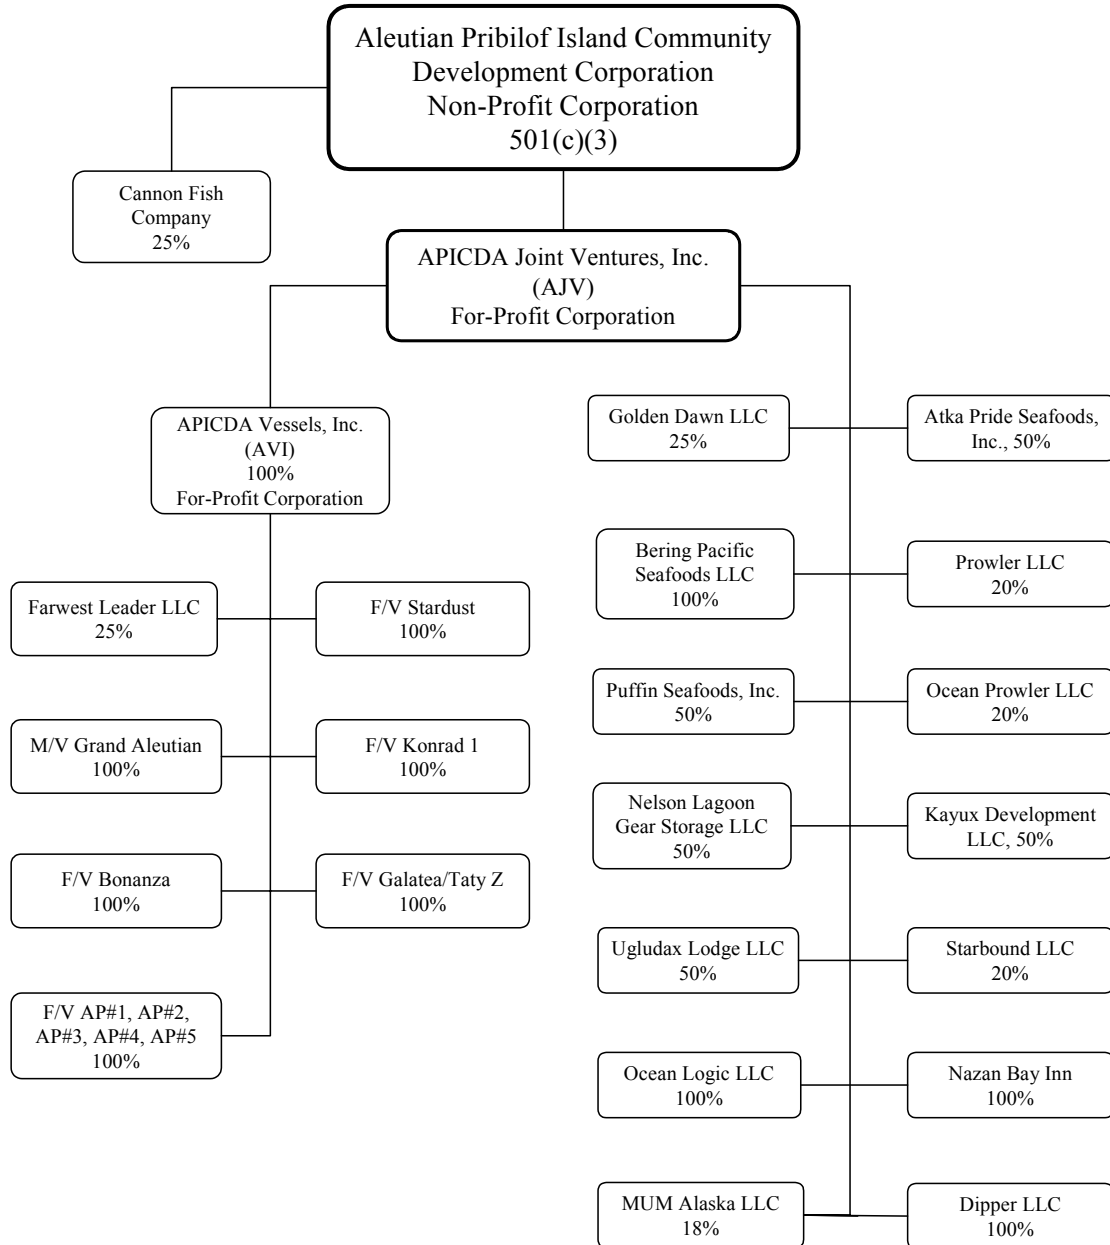 Aleutian Pribilof Island Community
Development Corporation
Non-Profit Corporation
501(c)(3)
Cannon Fish
Company
25%
APICDA Joint Ventures, Inc.
(AJV)
For-Profit Corporation
APICDA Vessels, Inc.
(AVI)
100%
For-Profit Corporation
Farwest Leader LLC
25%
F/V Stardust
100%
M/V Grand Aleutian
100%
F/V Konrad 1
100%
F/V Bonanza
100%
F/V Galatea/Taty Z
100%
F/V AP#1, AP#2,
AP#3, AP#4, AP#5
100%
Golden Dawn LLC
25%
Atka Pride Seafoods,
Inc., 50%
Bering Pacific
Seafoods LLC
100%
Prowler LLC
20%
Puffin Seafoods, Inc.
50%
Ocean Prowler LLC
20%
Nelson Lagoon
Gear Storage LLC
50%
Kayux Development
LLC, 50%
Ugludax Lodge LLC
50%
Starbound LLC
20%
Ocean Logic LLC
100%
Nazan Bay Inn
100%
MUM Alaska LLC
18%
Dipper LLC
100%